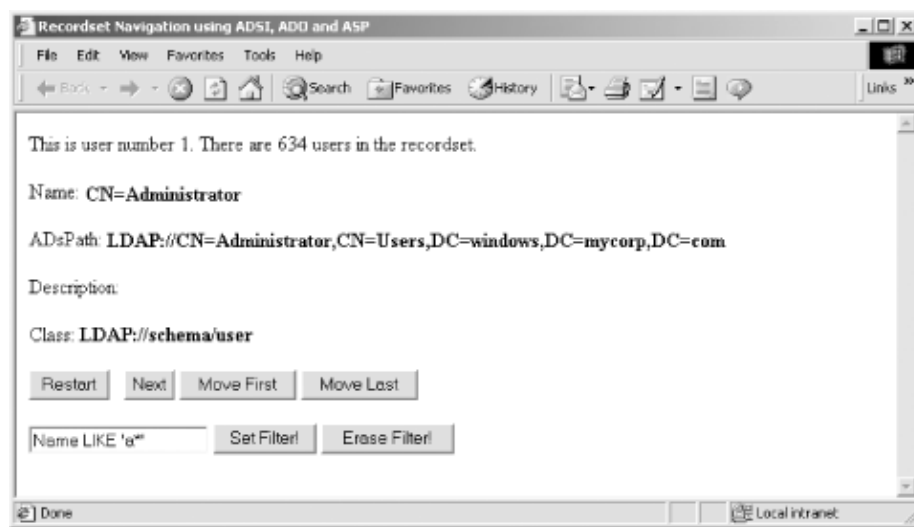 Recordset Navigation using ADSI, ADO and ASP
File Edit View Favorites Tools Help
Back Search Favorites History Links »
This is user number 1. There are 634 users in the recordset.
Name: CN=Administrator
ADsPath: LDAP://CN=Administrator,CN=Users,DC=windows,DC=mycorp,DC=com
Description:
Class: LDAP://schema/user
Restart Next Move First Move Last
Name LIKE 'a*' Set Filter! Erase Filter!
Done Local intranet